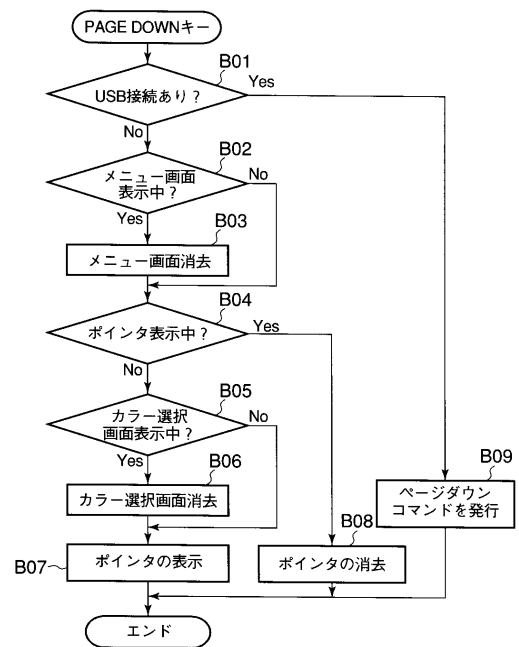 PAGE DOWNキー
B01
USB接続あり?
Yes
No
B02
メニュー画面
表示中?
No
Yes
B03
メニュー画面消去
B04
ポインタ表示中?
Yes
No
B05
カラー選択
画面表示中?
No
Yes
B06
カラー選択画面消去
B09
ページダウン
コマンドを発行
B07
ポインタの表示
B08
ポインタの消去
エンド